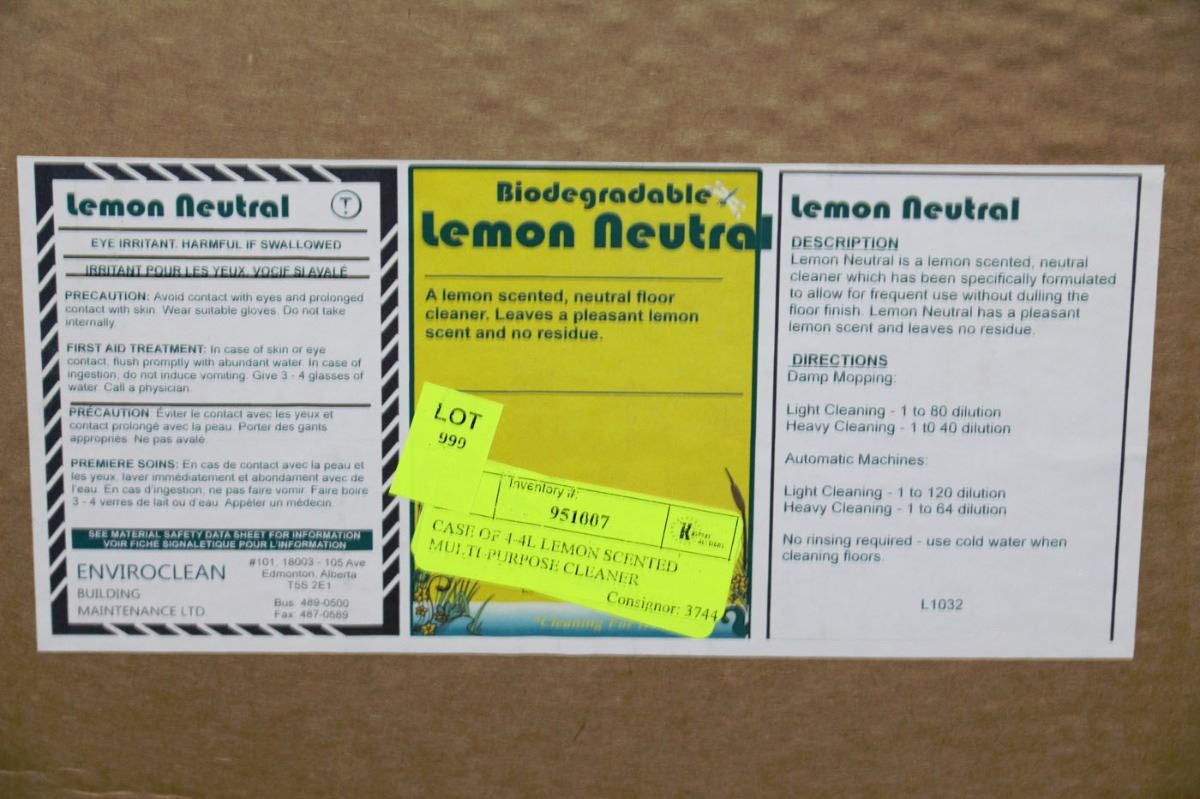 Lemon Neutral
EYE IRRITANT. HARMFUL IF SWALLOWED
IRRITANT POUR LES YEUX. VOCIF SI AVALÉ
PRECAUTION: Avoid contact with eyes and prolonged
contact with skin. Wear suitable gloves. Do not take
internally.
FIRST AID TREATMENT: In case of skin or eye
contact, flush promptly with abundant water. In case of
ingestion, do not induce vomiting. Give 3 - 4 glasses of
water. Call a physician.
PRÉCAUTION: Éviter le contact avec les yeux et
contact prolongé avec la peau. Porter des gants
appropriés. Ne pas avalé.
PREMIERE SOINS: En cas de contact avec la peau et
les yeux, laver immédiatement et abondament avec de
l'eau. En cas d'ingestion, ne pas faire vomir. Faire boire
3 - 4 verres de lait ou d'eau. Appéler un médecin.
SEE MATERIAL SAFETY DATA SHEET FOR INFORMATION
VOIR FICHE SIGNALETIQUE POUR L'INFORMATION
ENVIROCLEAN
BUILDING
MAINTENANCE LTD
#101, 18003 - 105 Ave
Edmonton, Alberta
T5S 2E1
Bus: 489-0500
Fax: 487-0589
Biodegradable
Lemon Neutral
A lemon scented, neutral floor
cleaner. Leaves a pleasant lemon
scent and no residue.
LOT
999
Inventory #:
951007
CASE OF 4-4L LEMON SCENTED
MULTI-PURPOSE CLEANER
Consignor: 3744
"Cleaning For
Lemon Neutral
DESCRIPTION
Lemon Neutral is a lemon scented, neutral
cleaner which has been specifically formulated
to allow for frequent use without dulling the
floor finish. Lemon Neutral has a pleasant
lemon scent and leaves no residue.
DIRECTIONS
Damp Mopping:
Light Cleaning - 1 to 80 dilution
Heavy Cleaning - 1 t0 40 dilution
Automatic Machines:
Light Cleaning - 1 to 120 dilution
Heavy Cleaning - 1 to 64 dilution
No rinsing required - use cold water when
cleaning floors.
L1032